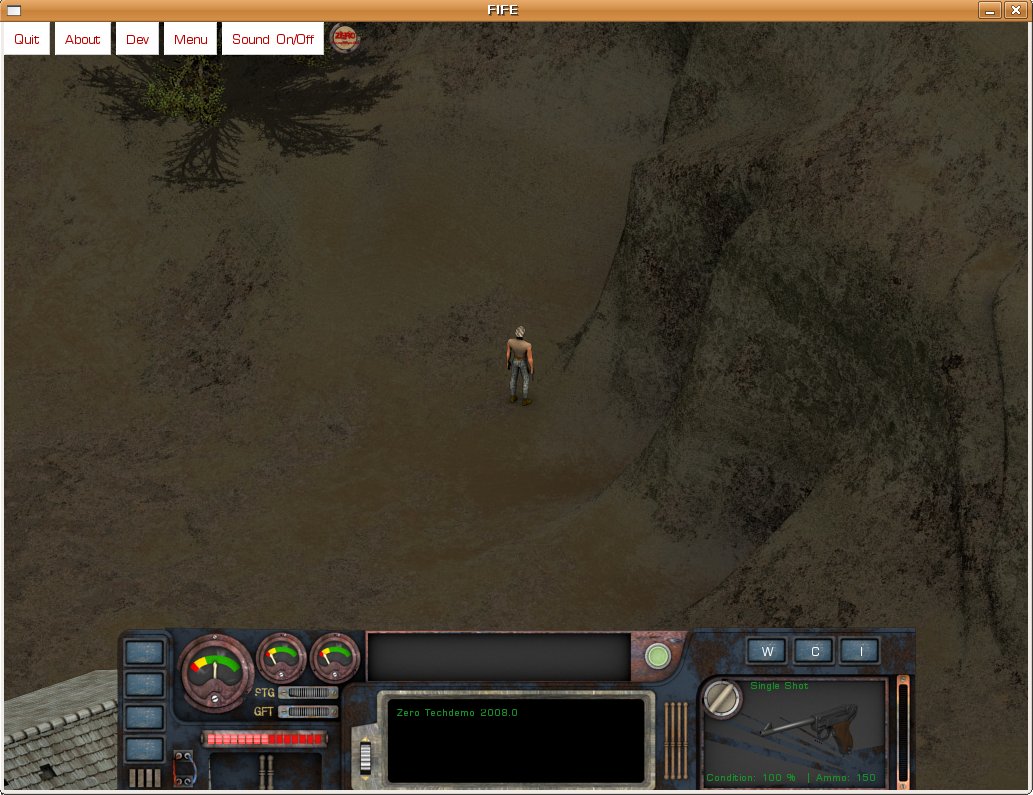 FIFE
Quit About Dev Menu Sound On/Off ZERO
W C I
STG
GFT
Single Shot
Zero Techdemo 2008.0
Condition: 100 % | Ammo: 150